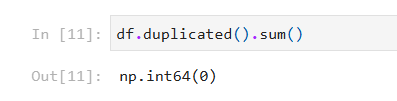 In [11]: df.duplicated().sum()
Out[11]: np.int64(0)